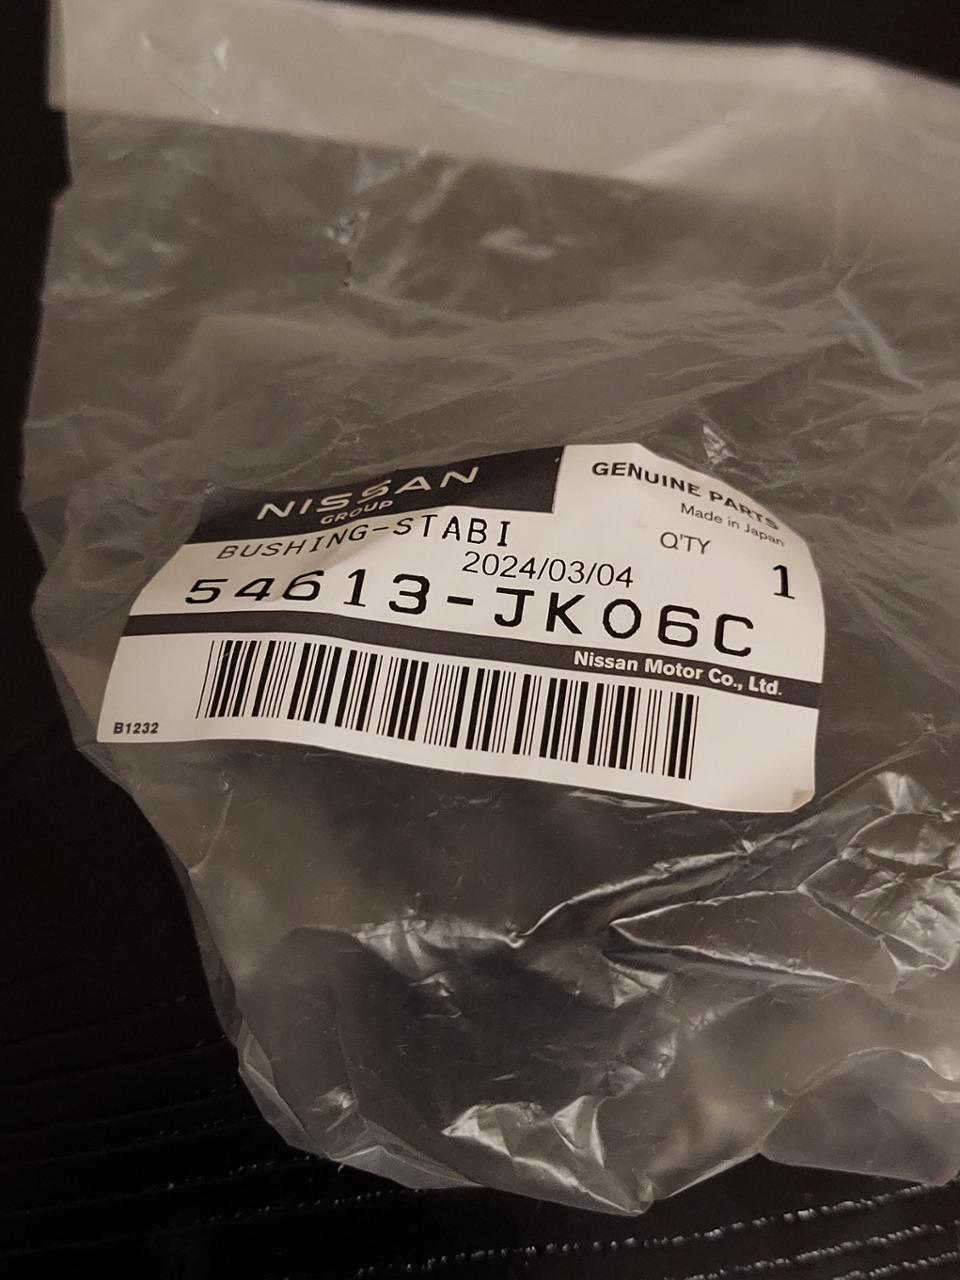 NISSAN
GROUP
GENUINE PARTS
Made in Japan
BUSHING-STABI
Q'TY 1
2024/03/04
54613-JK06C
Nissan Motor Co., Ltd.
B1232